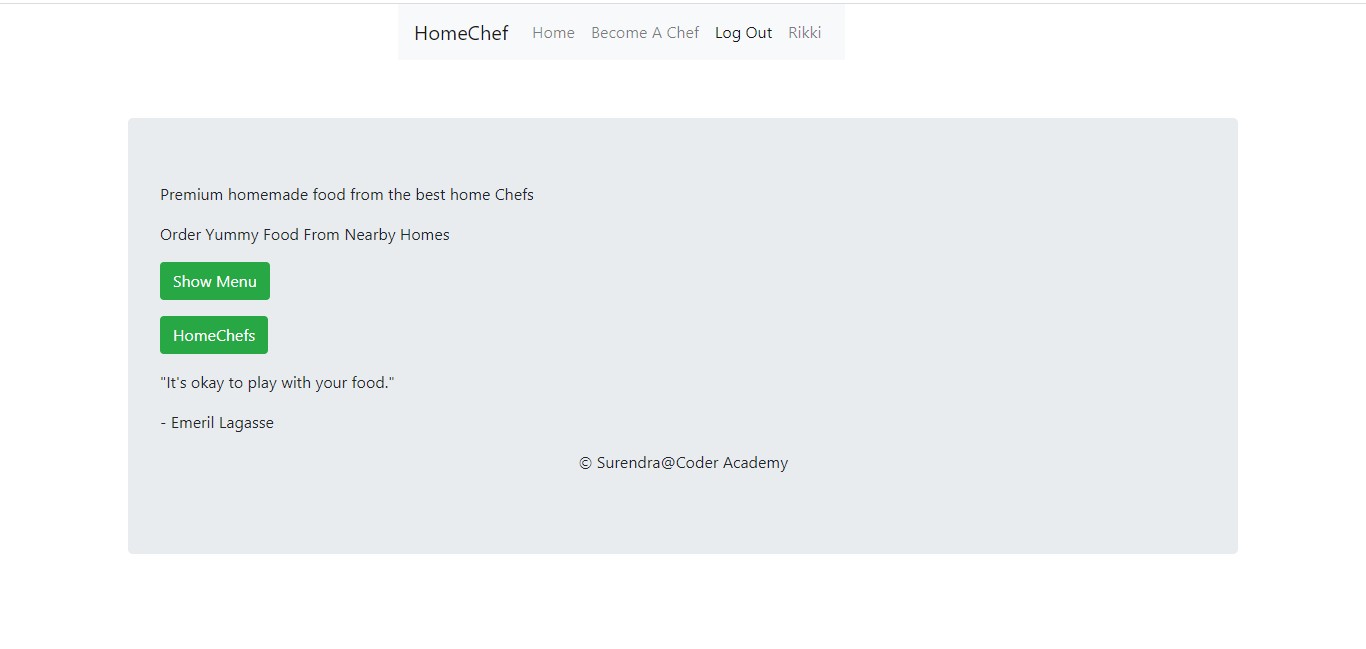 HomeChef Home Become A Chef Log Out Rikki
Premium homemade food from the best home Chefs
Order Yummy Food From Nearby Homes
Show Menu
HomeChefs
"It's okay to play with your food."
- Emeril Lagasse
© Surendra@Coder Academy